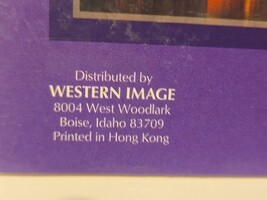 Distributed by
WESTERN IMAGE
8004 West Woodlark
Boise, Idaho 83709
Printed in Hong Kong